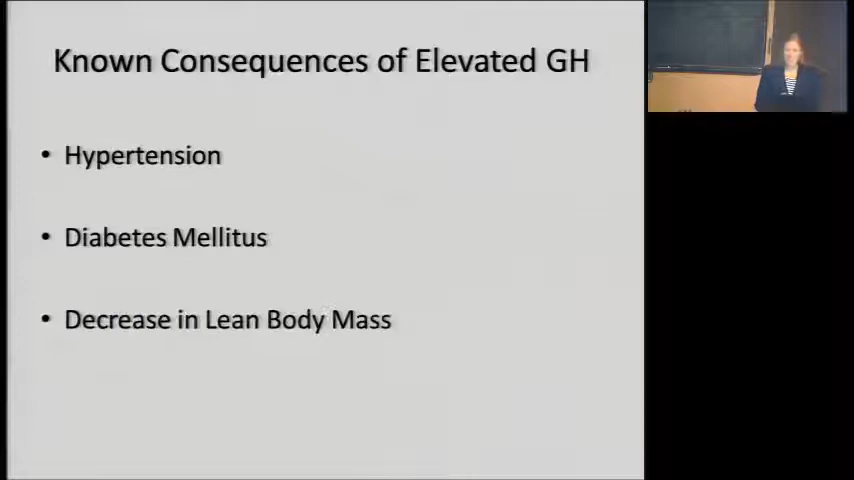 Known Consequences of Elevated GH
• Hypertension
• Diabetes Mellitus
• Decrease in Lean Body Mass